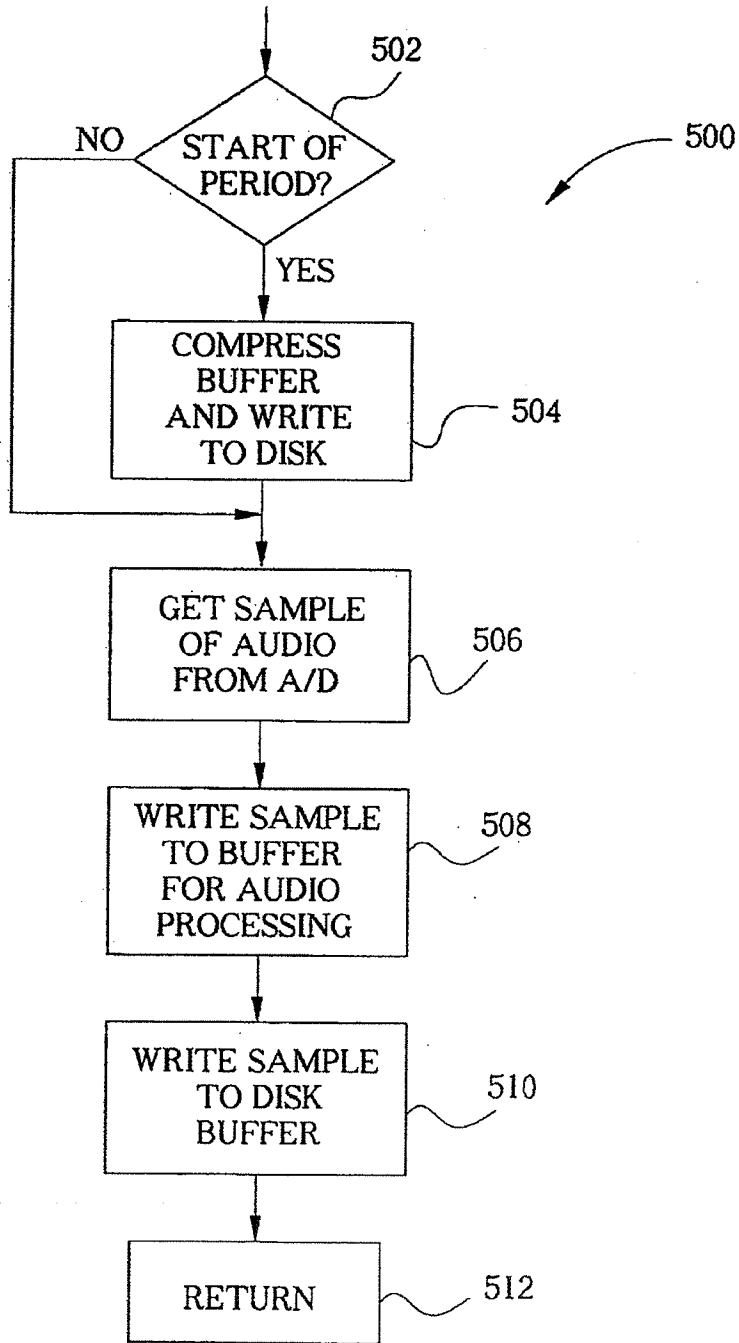 502
START OF
PERIOD?
NO
500
YES
COMPRESS
BUFFER
AND WRITE
TO DISK
504
GET SAMPLE
OF AUDIO
FROM A/D
506
WRITE SAMPLE
TO BUFFER
FOR AUDIO
PROCESSING
508
WRITE SAMPLE
TO DISK
BUFFER
510
RETURN
512